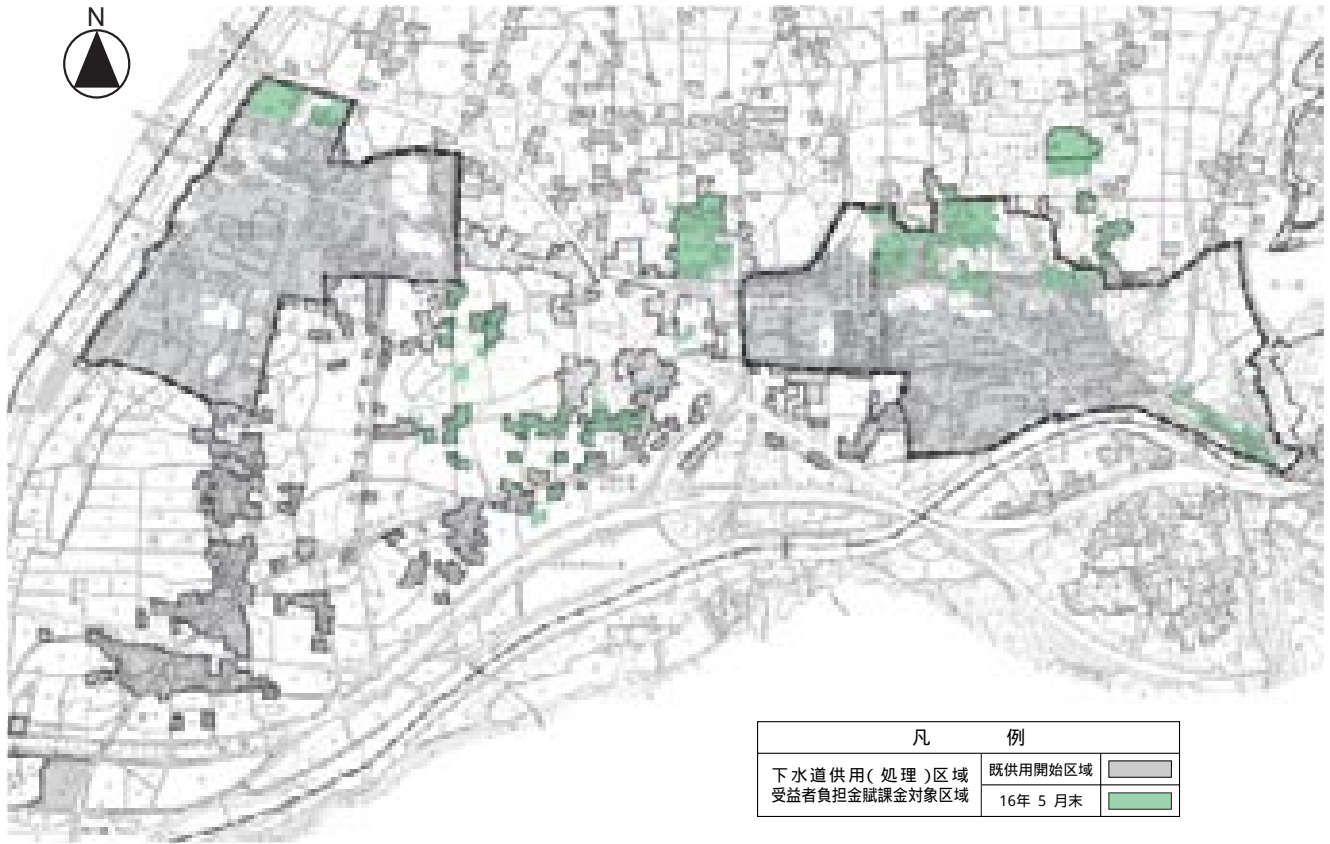 N
凡 例
下水道供用(処理)区域
受益者負担金賦課金対象区域
既供用開始区域
16年 5 月末